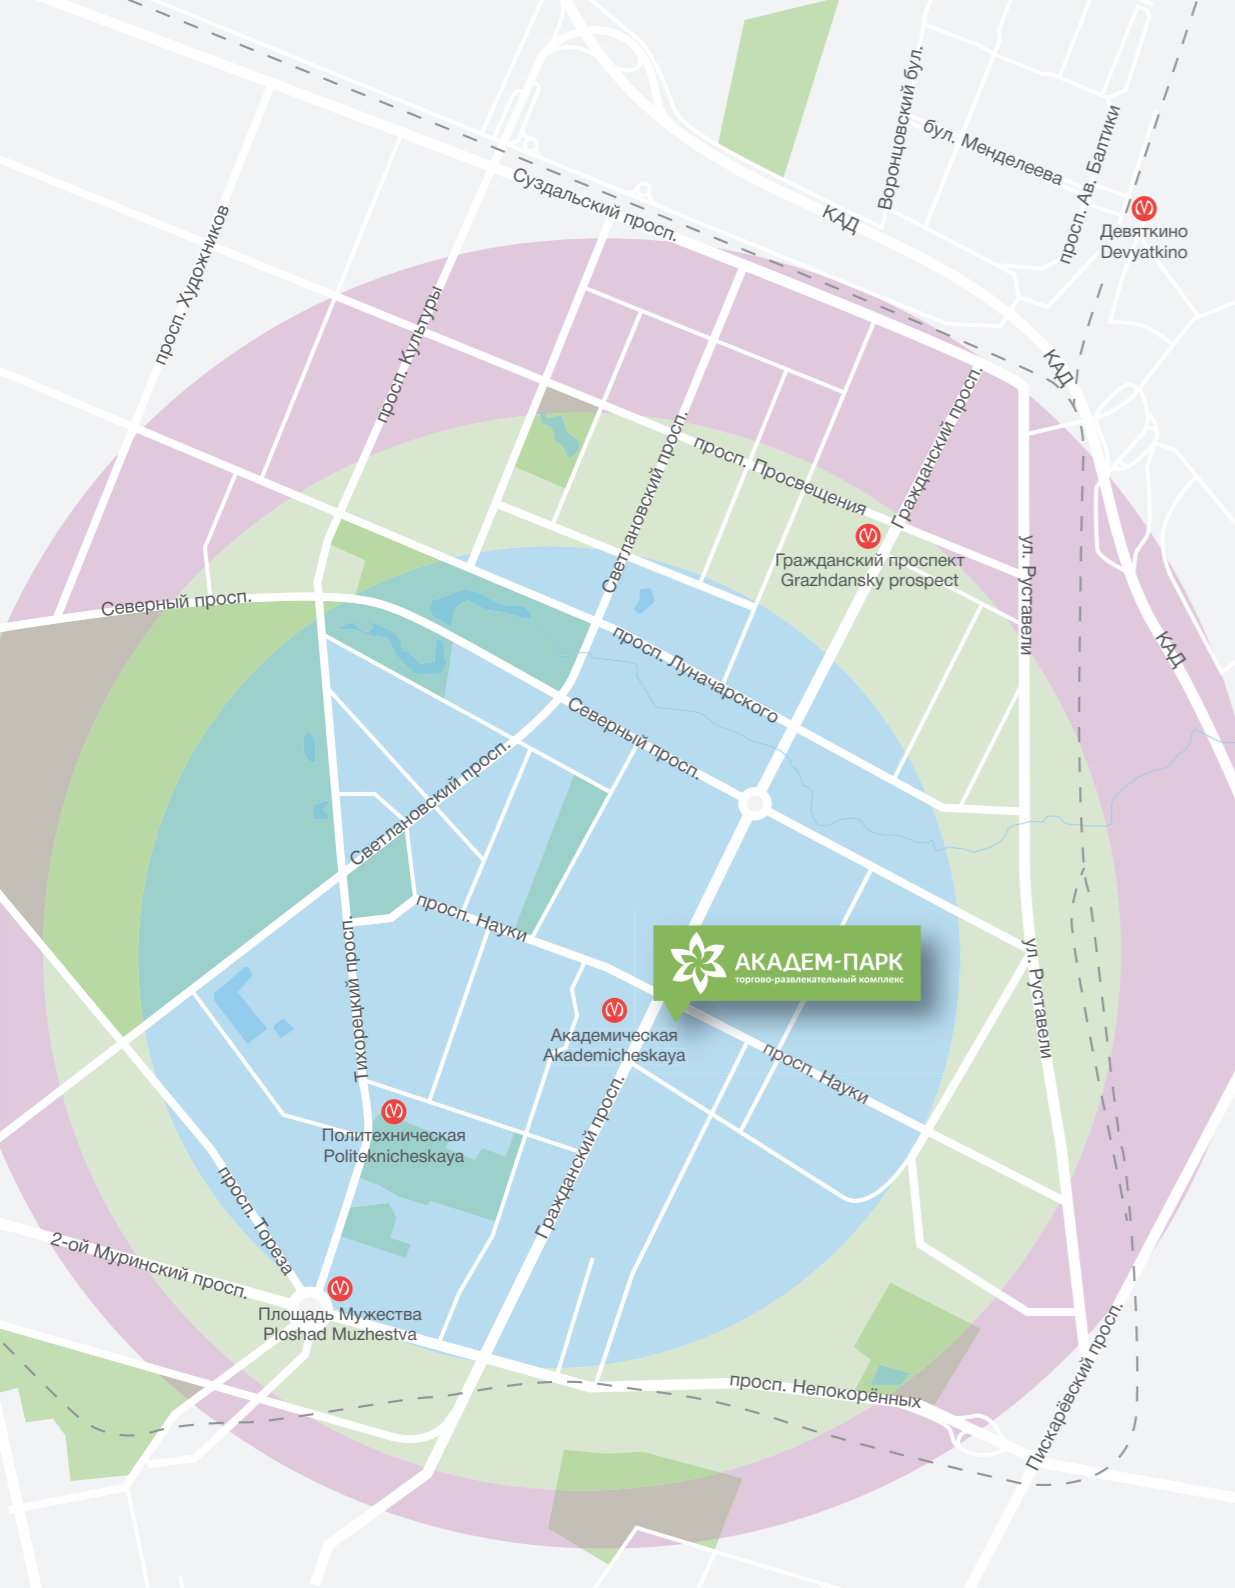 Воронцовский бул.
бул. Менделеева
просп. Ав. Балтики
Суздальский просп.
КАД
Девяткино
Devyatkino
просп. Художников
просп. Культуры
КАД
Гражданский просп.
Светлановский просп.
просп. Просвещения
Гражданский проспект
Grazhdansky prospect
ул. Руставели
Северный просп.
КАД
просп. Луначарского
Северный просп.
Светлановский просп.
просп. Науки
АКАДЕМ-ПАРК
торгово-развлекательный комплекс
Тихорецкий просп.
ул. Руставели
Академическая
Akademicheskaya
просп. Науки
Гражданский просп.
Политехническая
Politeknicheskaya
просп. Тореза
2-ой Муринский просп.
Площадь Мужества
Ploshad Muzhestva
просп. Непокорённых
Пискарёвский просп.